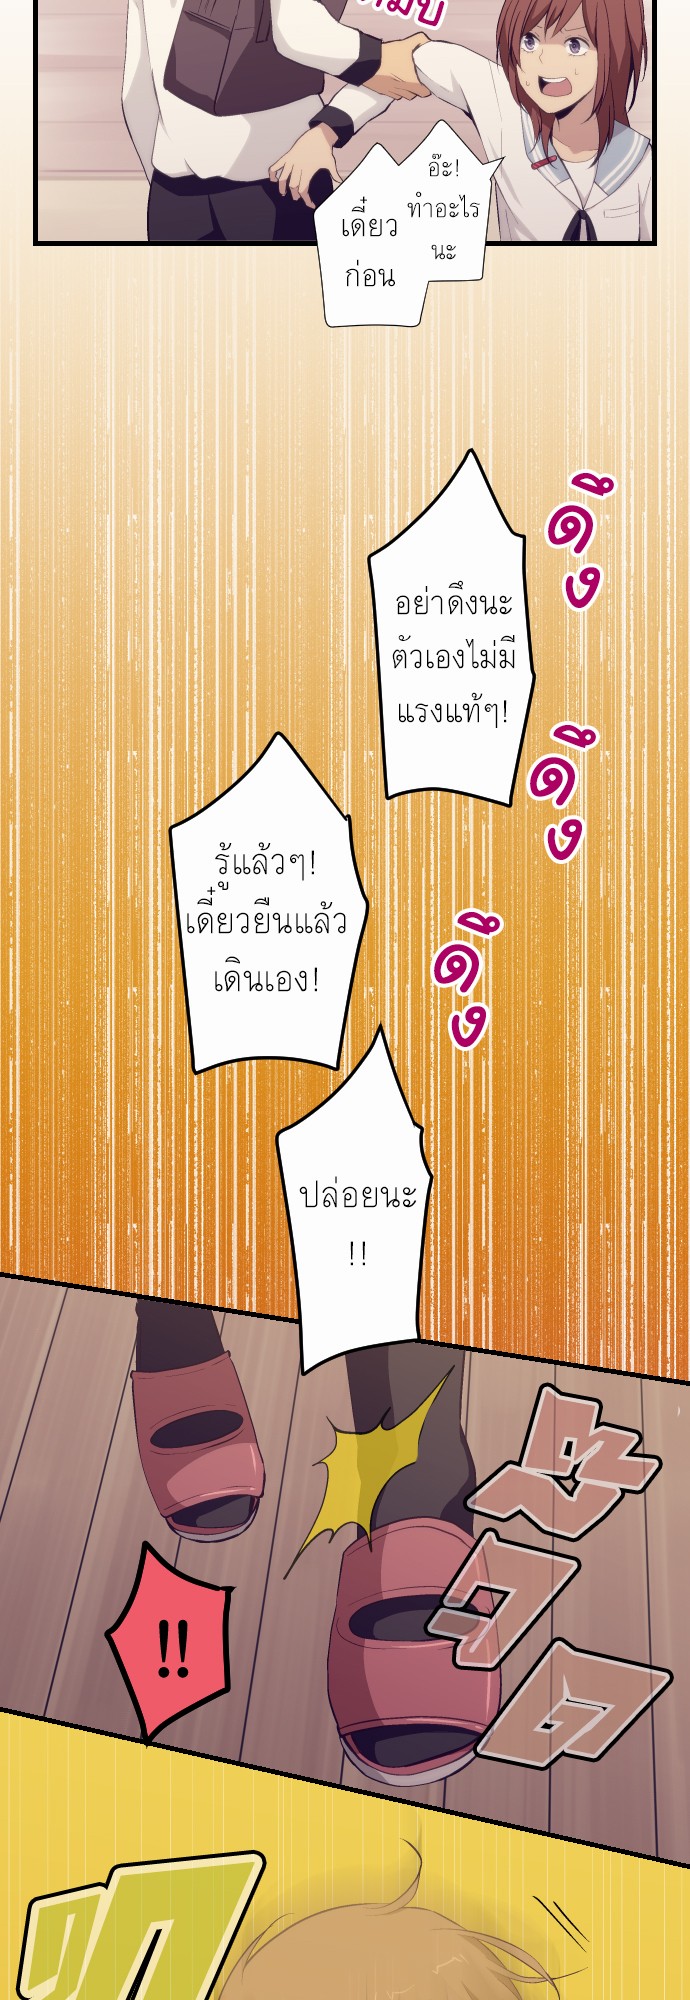 อ๊ะ!
ทำอะไร
นะ
เดี๋ยว
ก่อน
ดึง
อย่าดึงนะ
ตัวเองไม่มี
แรงแท้ๆ!
ดึง
รู้แล้วๆ!
เดี๋ยวยืนแล้ว
เดินเอง!
ดึง
ปล่อยนะ
!!
!!